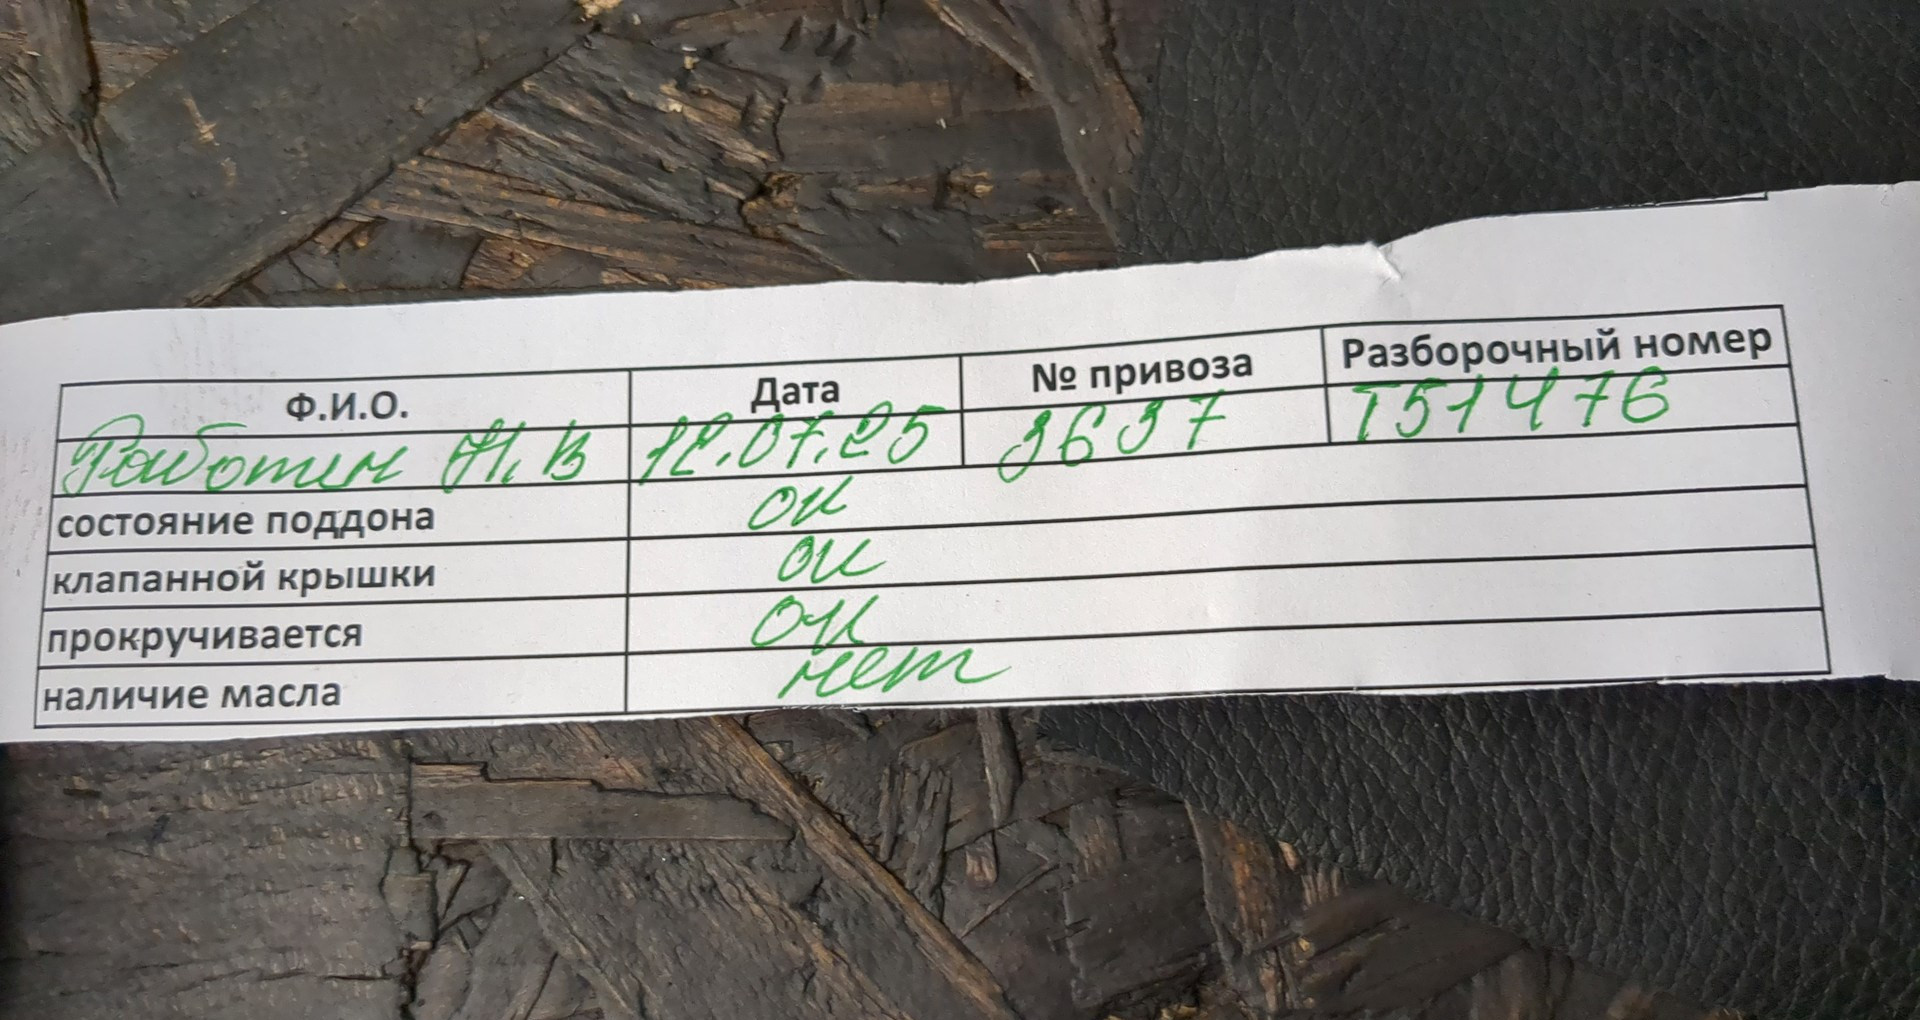 Ф.И.О. Дата № привоза Разборочный номер
Работин Н.В 12.07.25 3637 Т51476
состояние поддона ок
клапанной крышки ок
прокручивается ок
наличие масла нет